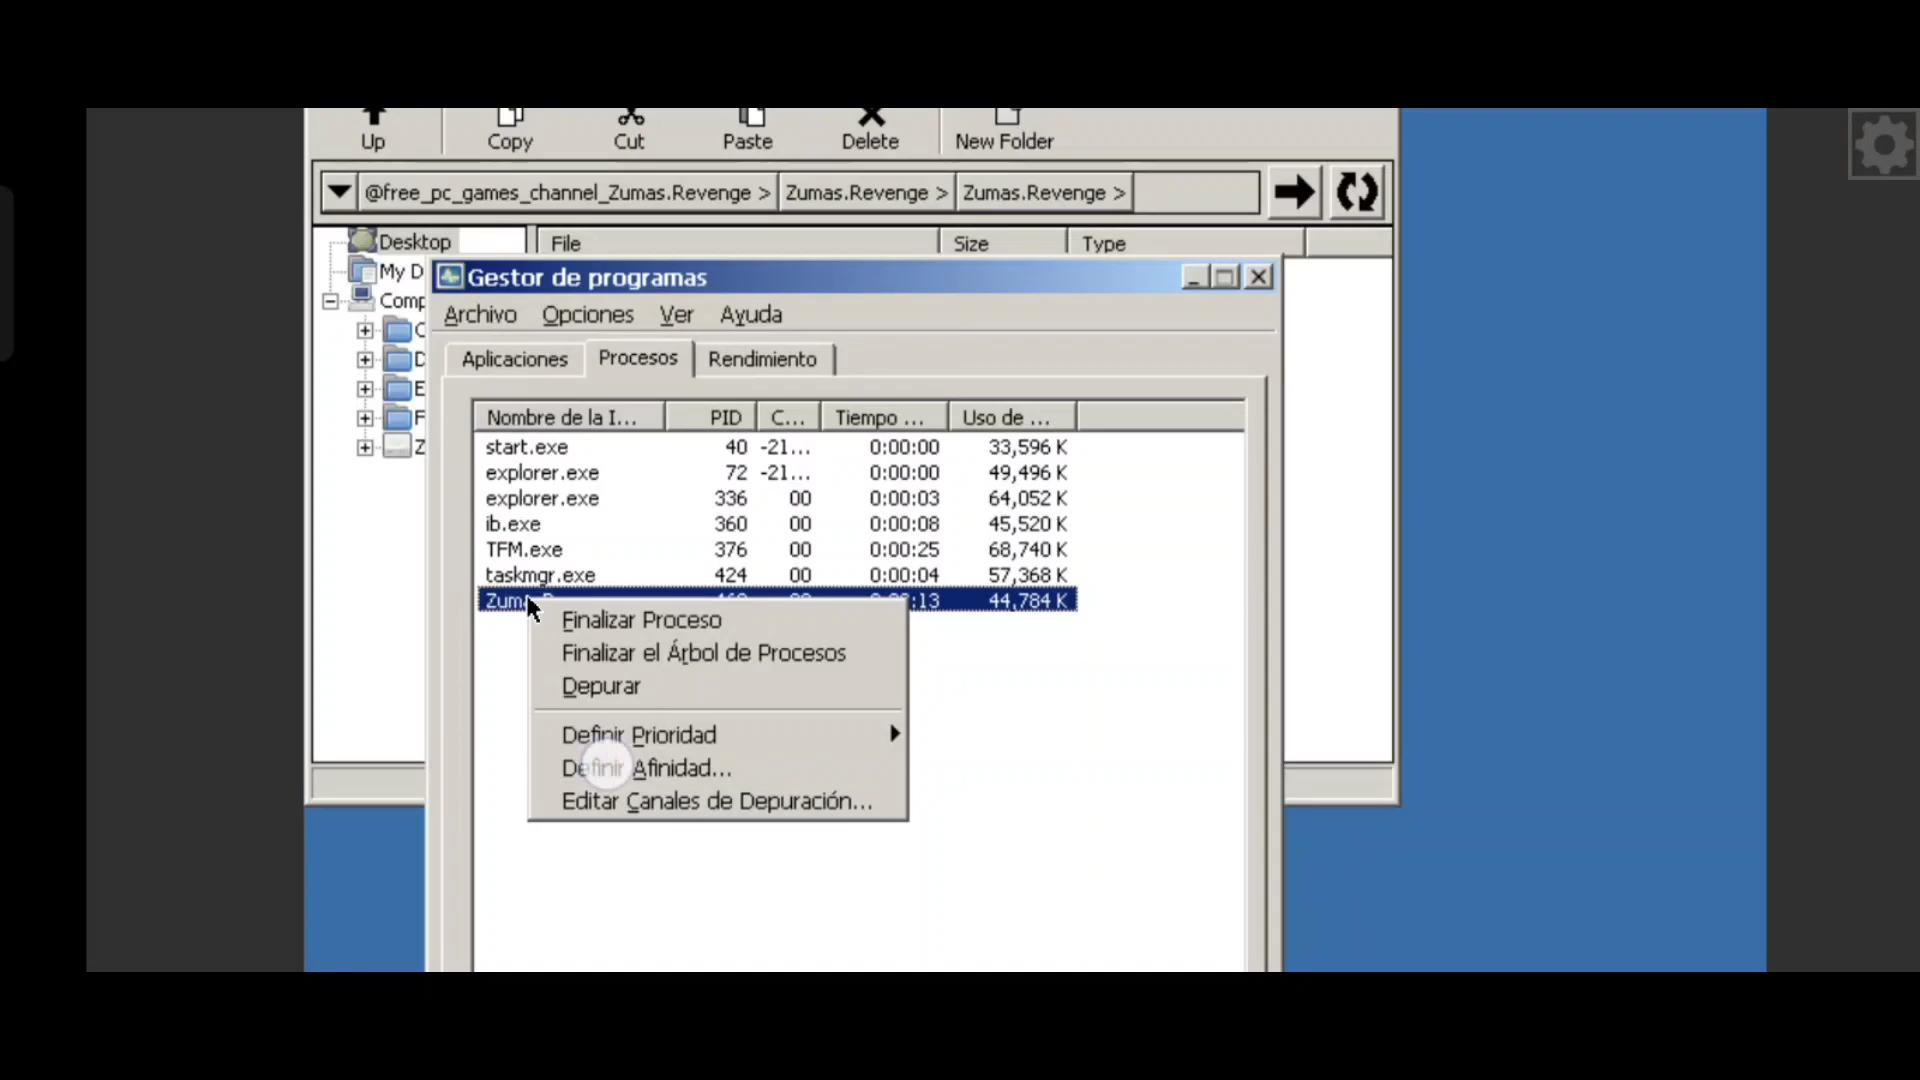 Up Copy Cut Paste Delete New Folder
@free_pc_games_channel_Zumas.Revenge > Zumas.Revenge > Zumas.Revenge >
Desktop File Size Type
My D
Comp
C
D
E
F
Z
Gestor de programas
Archivo Opciones Ver Ayuda
Aplicaciones Procesos Rendimiento
Nombre de la I... PID C... Tiempo ... Uso de ...
start.exe 40 -21... 0:00:00 33,596 K
explorer.exe 72 -21... 0:00:00 49,496 K
explorer.exe 336 00 0:00:03 64,052 K
ib.exe 360 00 0:00:08 45,520 K
TFM.exe 376 00 0:00:25 68,740 K
taskmgr.exe 424 00 0:00:04 57,368 K
:13 44,784 K
Finalizar Proceso
Finalizar el Árbol de Procesos
Depurar
Definir Prioridad
Definir Afinidad...
Editar Canales de Depuración...